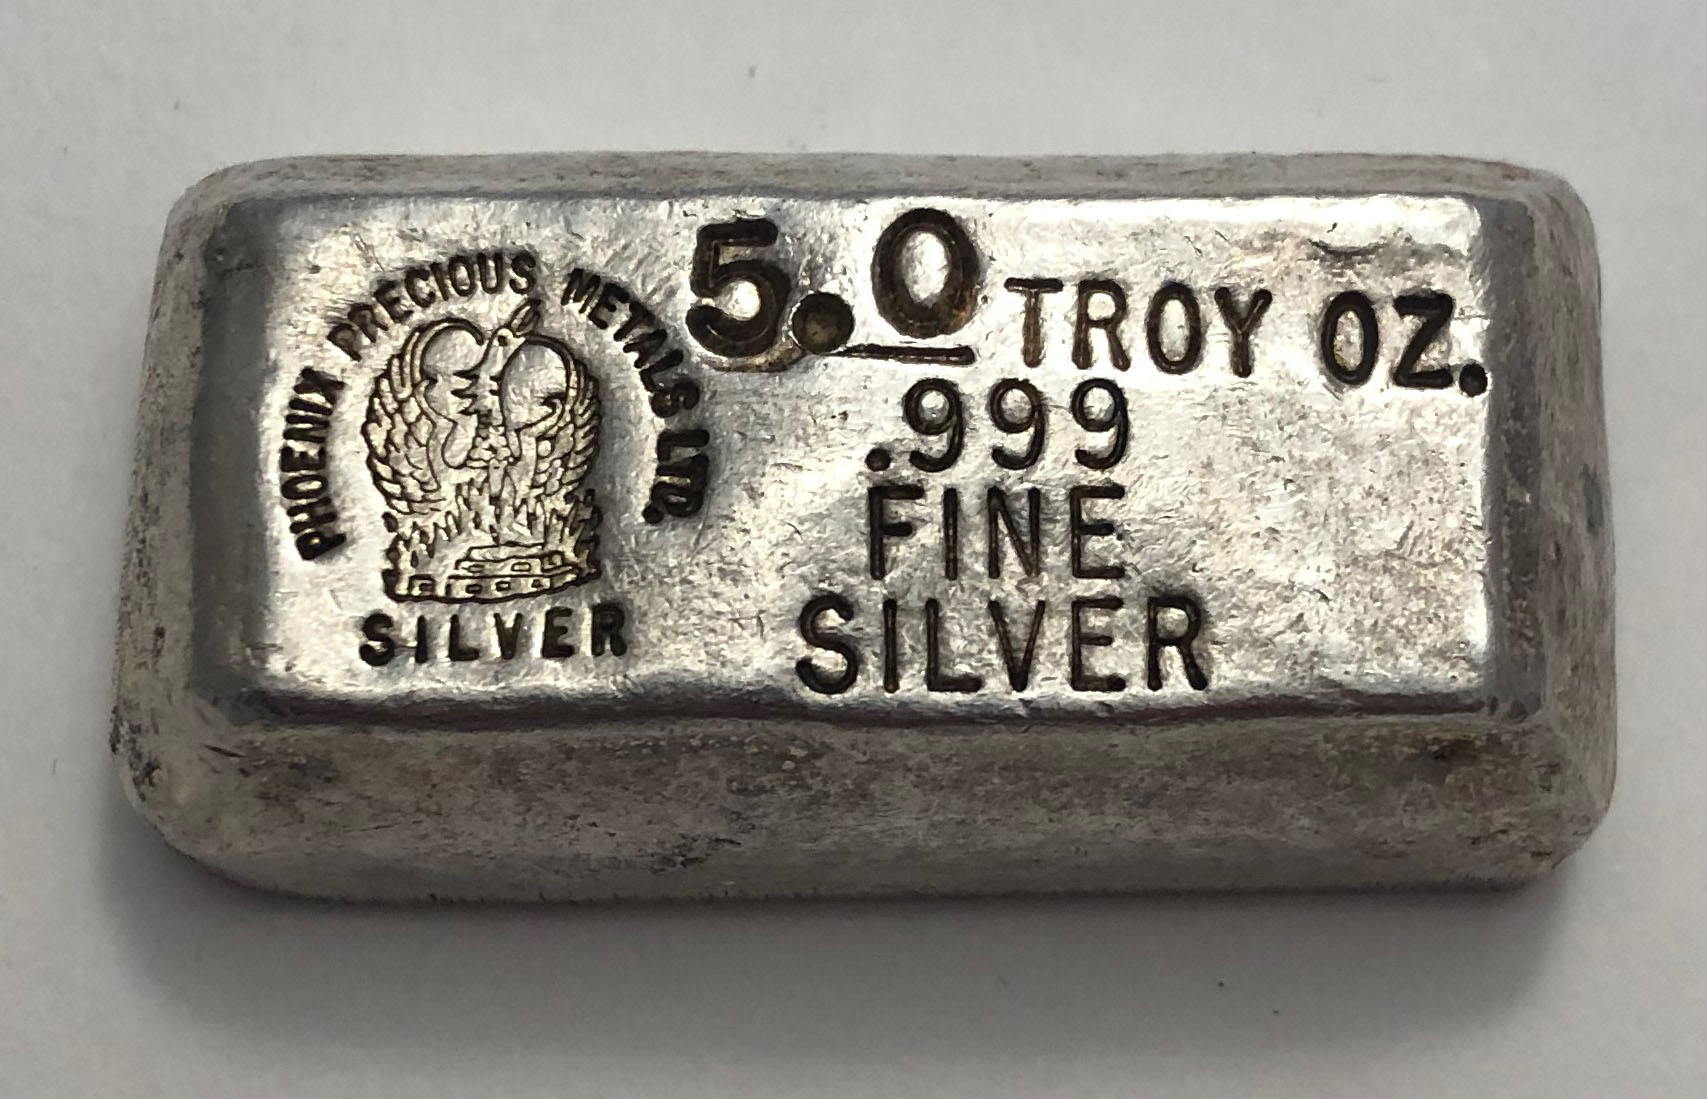 PHOENIX PRECIOUS METALS LTD.
SILVER
5.0 TROY OZ.
.999
FINE
SILVER